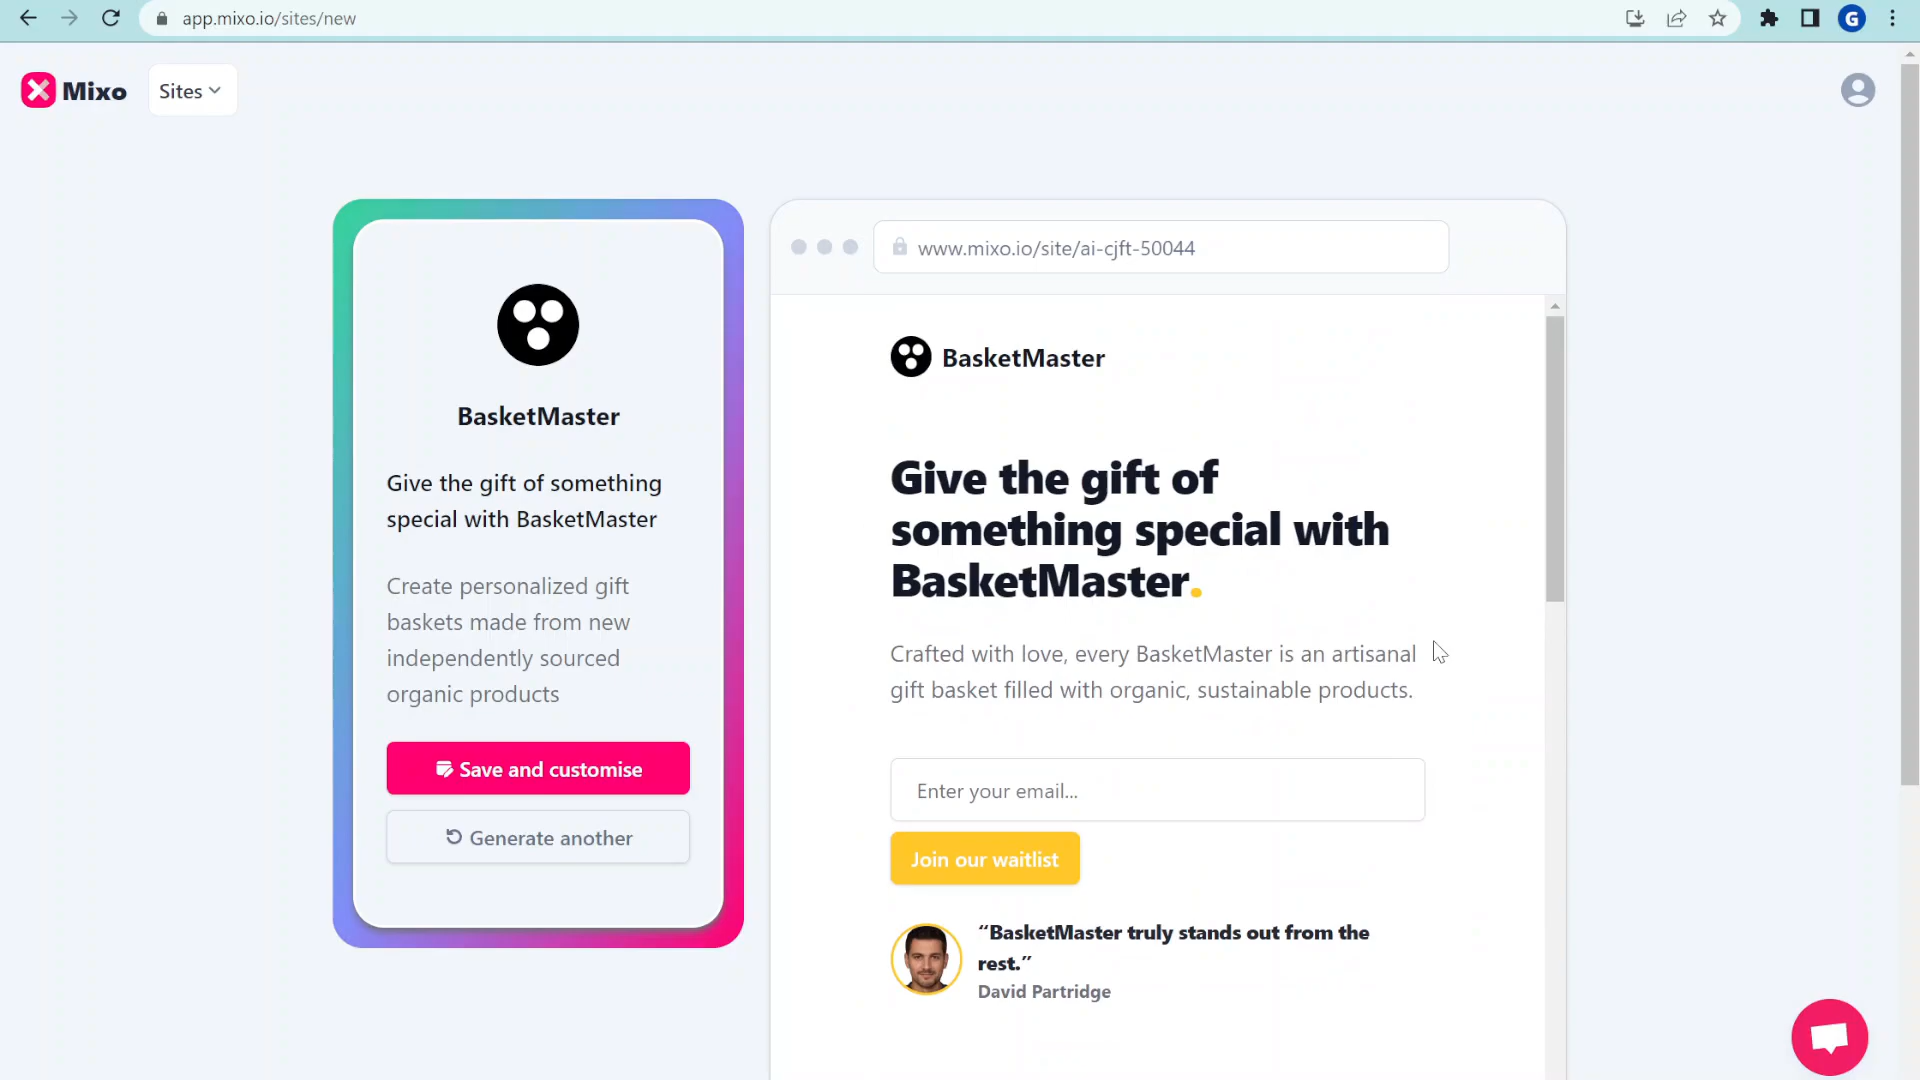 app.mixo.io/sites/new
G
Mixo
Sites
BasketMaster
Give the gift of something
special with BasketMaster
Create personalized gift
baskets made from new
independently sourced
organic products
Save and customise
Generate another
www.mixo.io/site/ai-cjft-50044
BasketMaster
Give the gift of
something special with
BasketMaster.
Crafted with love, every BasketMaster is an artisanal
gift basket filled with organic, sustainable products.
Enter your email...
Join our waitlist
“BasketMaster truly stands out from the
rest.”
David Partridge